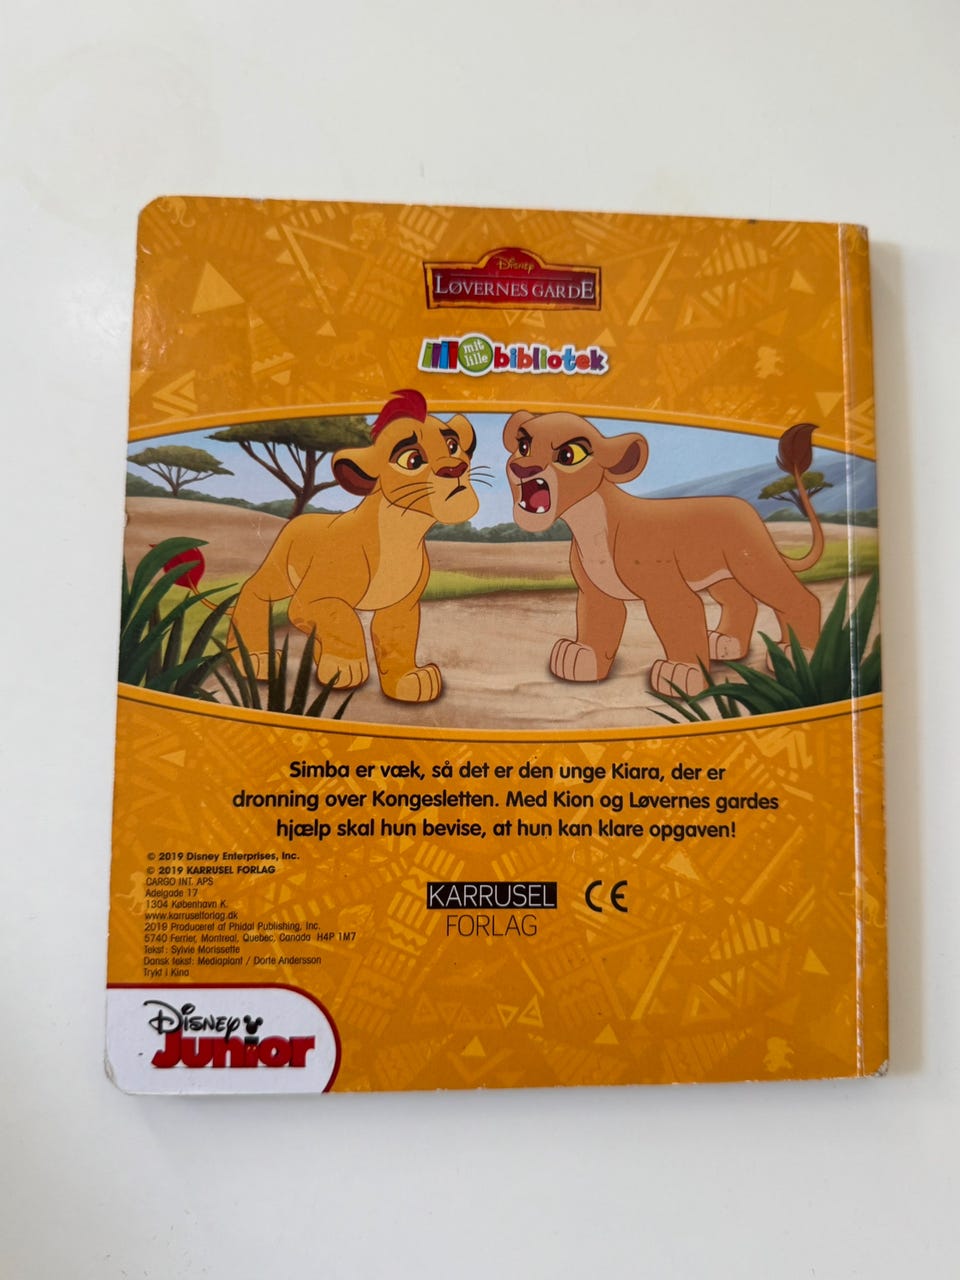 Disney
LØVERNES GARDE
mit
lille
bibliotek
Simba er væk, så det er den unge Kiara, der er
dronning over Kongesletten. Med Kion og Løvernes gardes
hjælp skal hun bevise, at hun kan klare opgaven!
© 2019 Disney Enterprises, Inc.
© 2019 KARRUSEL FORLAG
CARGO INT. APS
Adelgade 17
1304 København K.
www.karruselforlag.dk
2019 Produceret af Phidal Publishing, Inc.
5740 Ferrier, Montreal, Quebec, Canada H4P 1M7
Tekst: Sylvie Morissette
Dansk tekst: Mediaplant / Dorte Andersson
Trykt i Kina
KARRUSEL
FORLAG
CE
Disney
Junior